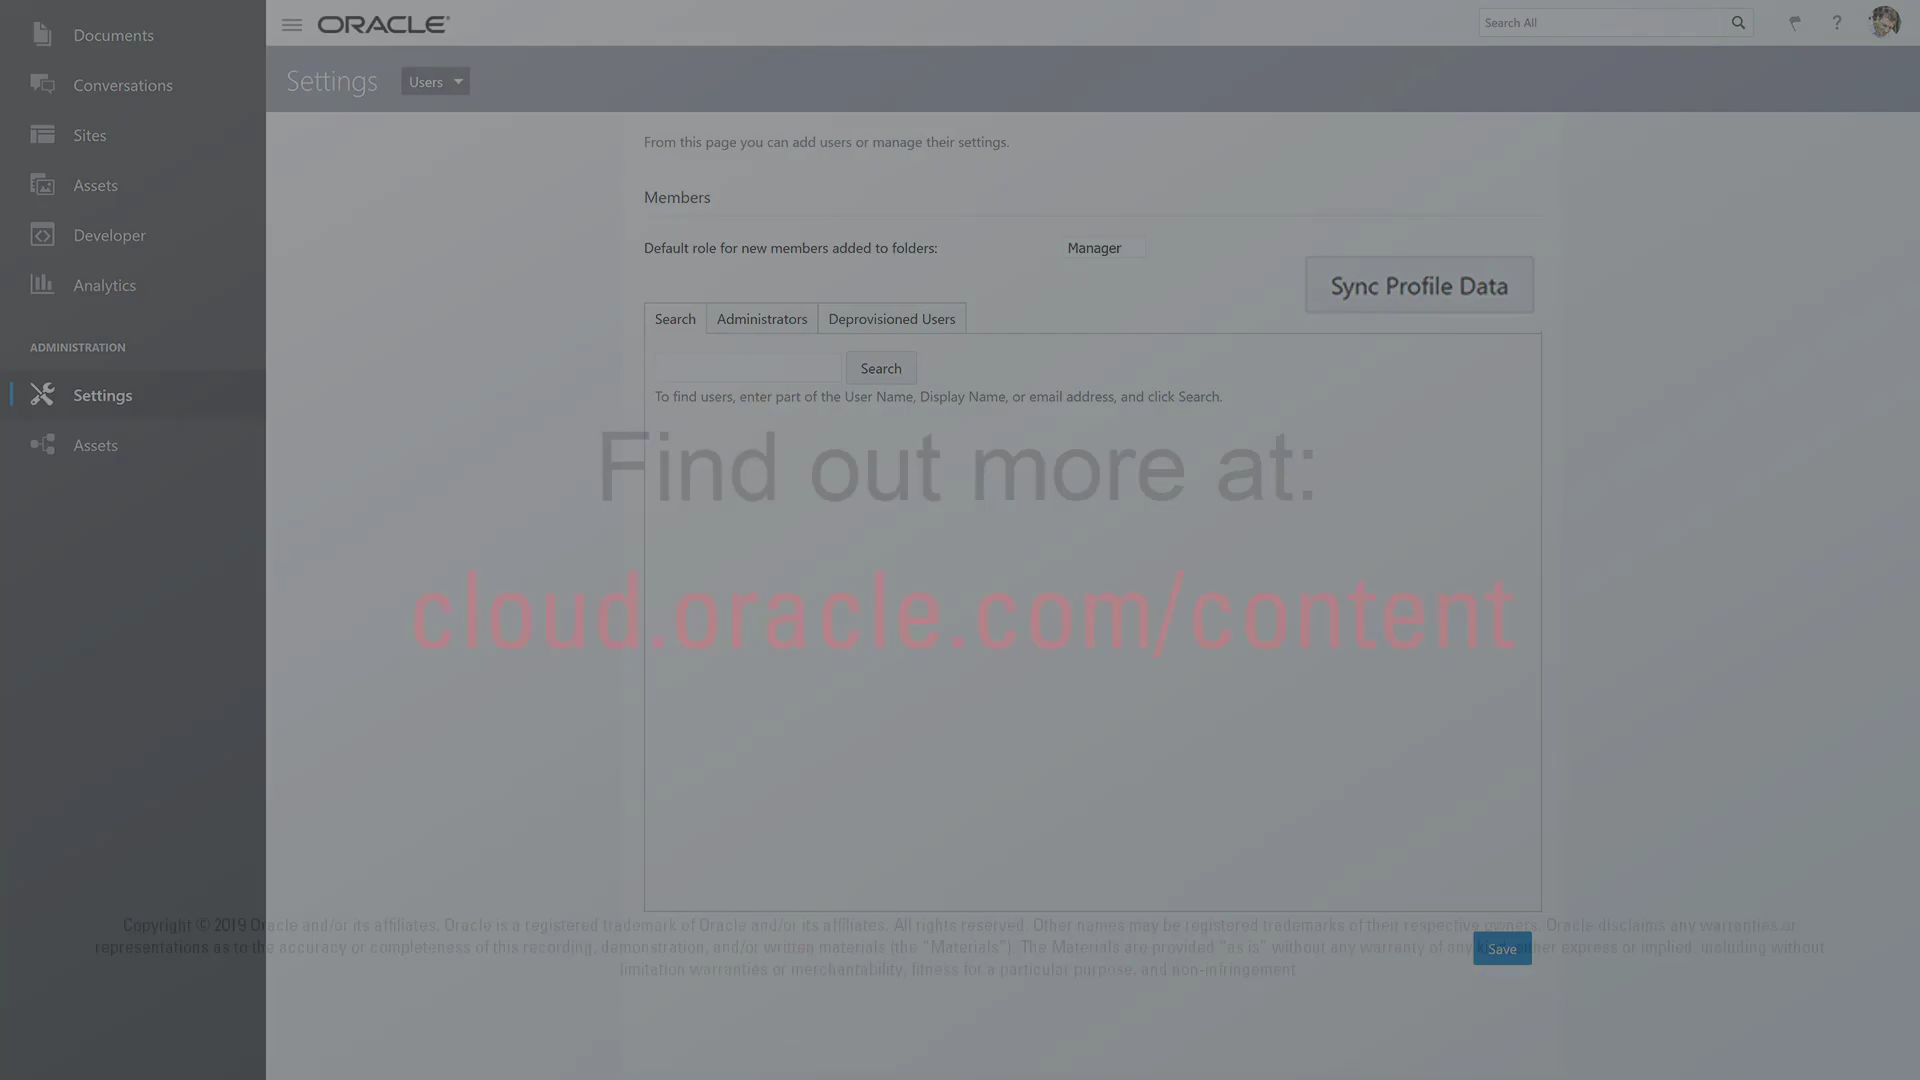 Documents
Conversations
Sites
Assets
Developer
Analytics
ADMINISTRATION
Settings
Assets
ORACLE
Search All
?
Settings
Users
From this page you can add users or manage their settings.
Members
Default role for new members added to folders:
Manager
Sync Profile Data
Search
Administrators
Deprovisioned Users
Search
To find users, enter part of the User Name, Display Name, or email address, and click Search.
Find out more at:
cloud.oracle.com/content
Copyright © 2019 Oracle and/or its affiliates. Oracle is a registered trademark of Oracle and/or its affiliates. All rights reserved. Other names may be registered trademarks of their respective owners. Oracle disclaims any warranties or
representations as to the accuracy or completeness of this recording, demonstration, and/or written materials (the "Materials"). The Materials are provided "as is" without any warranty of any kind, either express or implied, including without
limitation warranties or merchantability, fitness for a particular purpose, and non-infringement.
Save